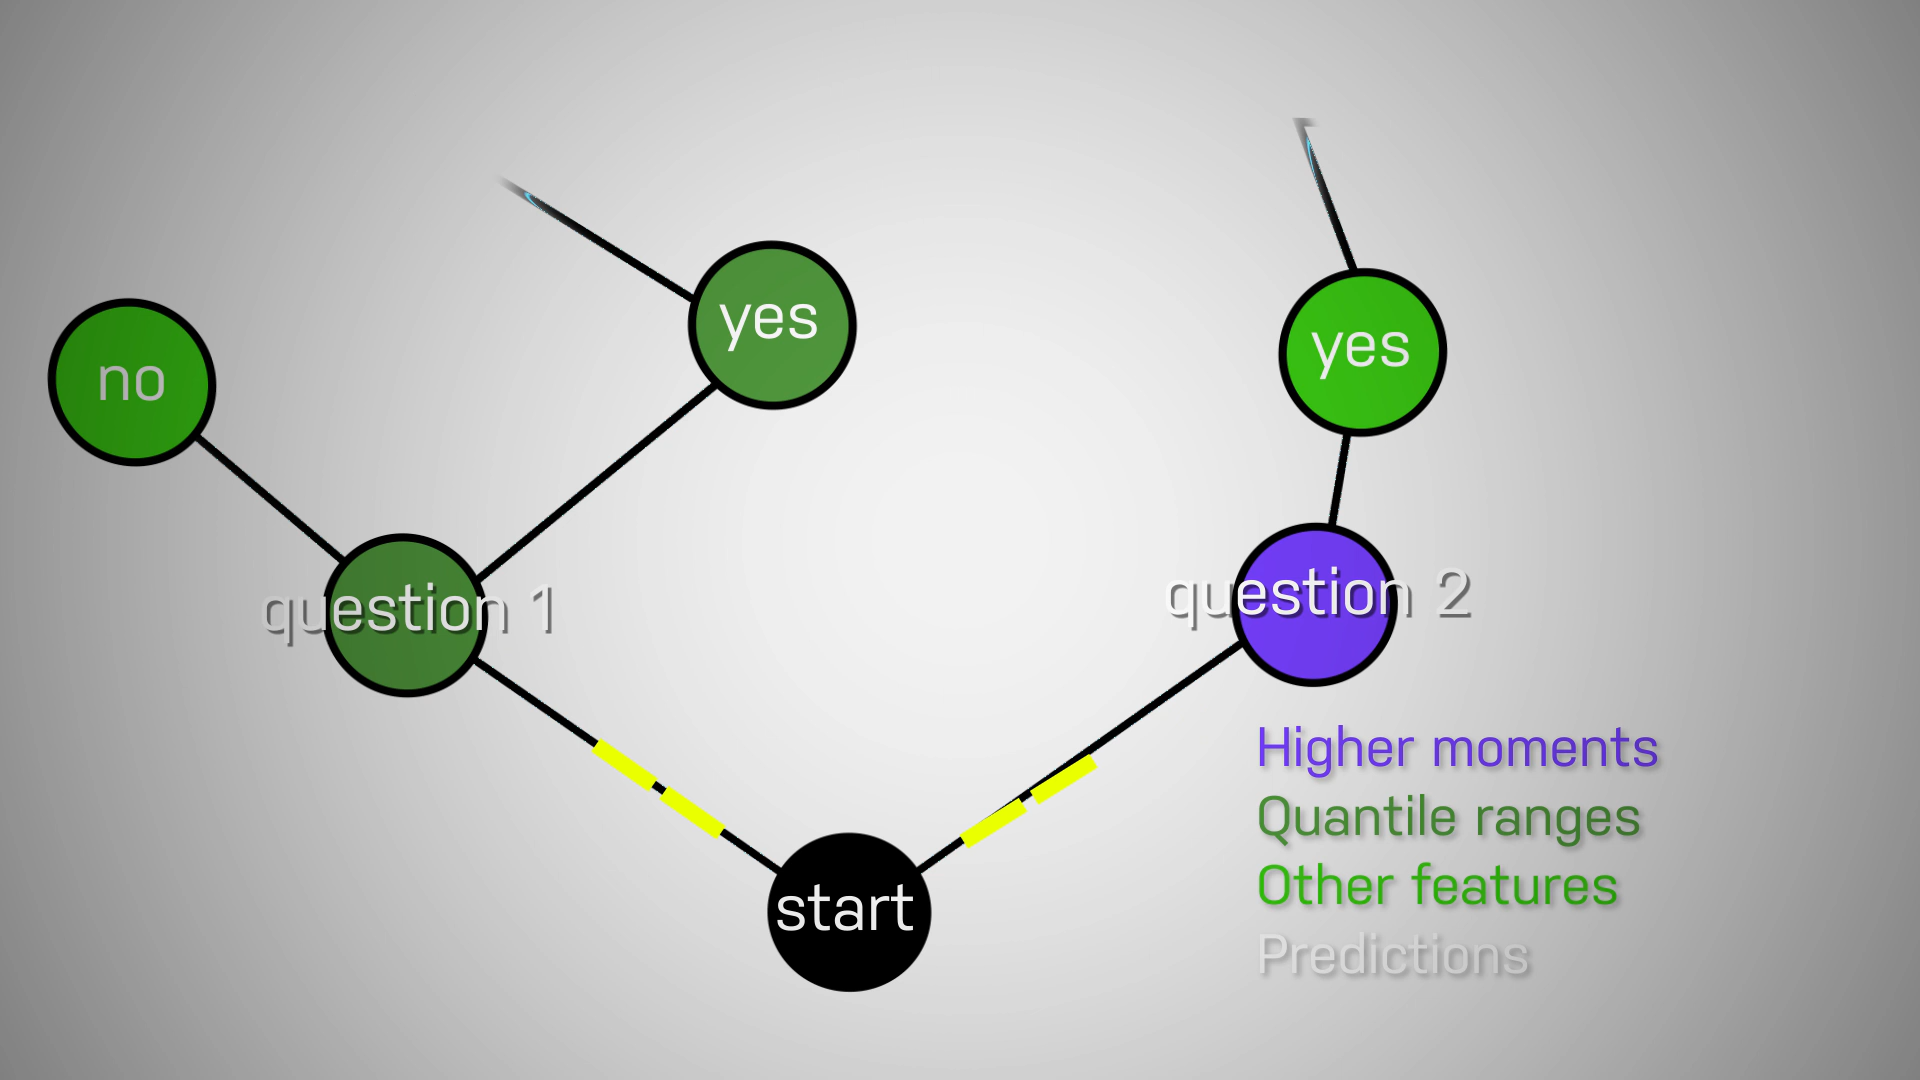 yes
yes
no
question 1
question 2
Higher moments
Quantile ranges
Other features
Predictions
start